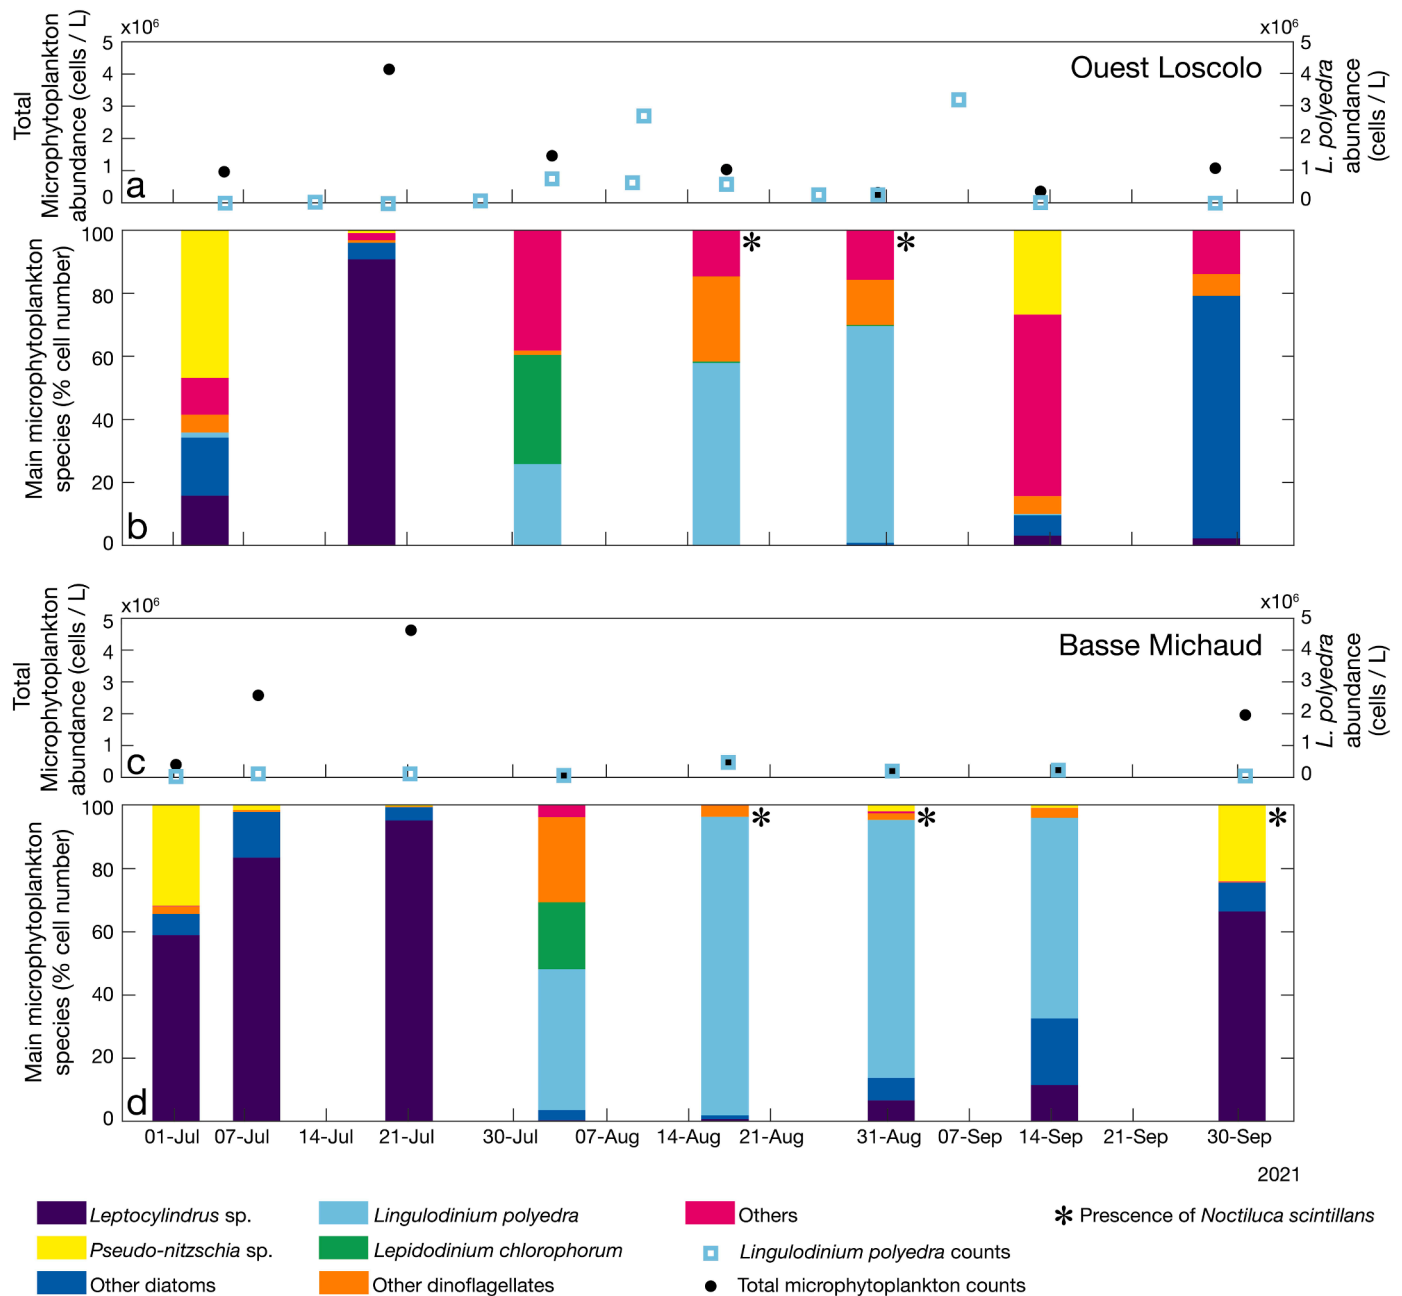 x10⁶
x10⁶
Total
Microphytoplankton
abundance (cells / L)
5
4
3
2
1
0
Ouest Loscolo
a
5
4
3
2
1
0
L. polyedra
abundance
(cells / L)
Main microphytoplankton
species (% cell number)
100
80
60
40
20
0
*
*
b
x10⁶
x10⁶
Total
Microphytoplankton
abundance (cells / L)
5
4
3
2
1
0
Basse Michaud
c
5
4
3
2
1
0
L. polyedra
abundance
(cells / L)
Main microphytoplankton
species (% cell number)
100
80
60
40
20
0
*
*
*
d
01-Jul 07-Jul 14-Jul 21-Jul 30-Jul 07-Aug 14-Aug 21-Aug 31-Aug 07-Sep 14-Sep 21-Sep 30-Sep
2021
Leptocylindrus sp.
Lingulodinium polyedra
Others
* Prescence of Noctiluca scintillans
Pseudo-nitzschia sp.
Lepidodinium chlorophorum
Lingulodinium polyedra counts
Other diatoms
Other dinoflagellates
Total microphytoplankton counts